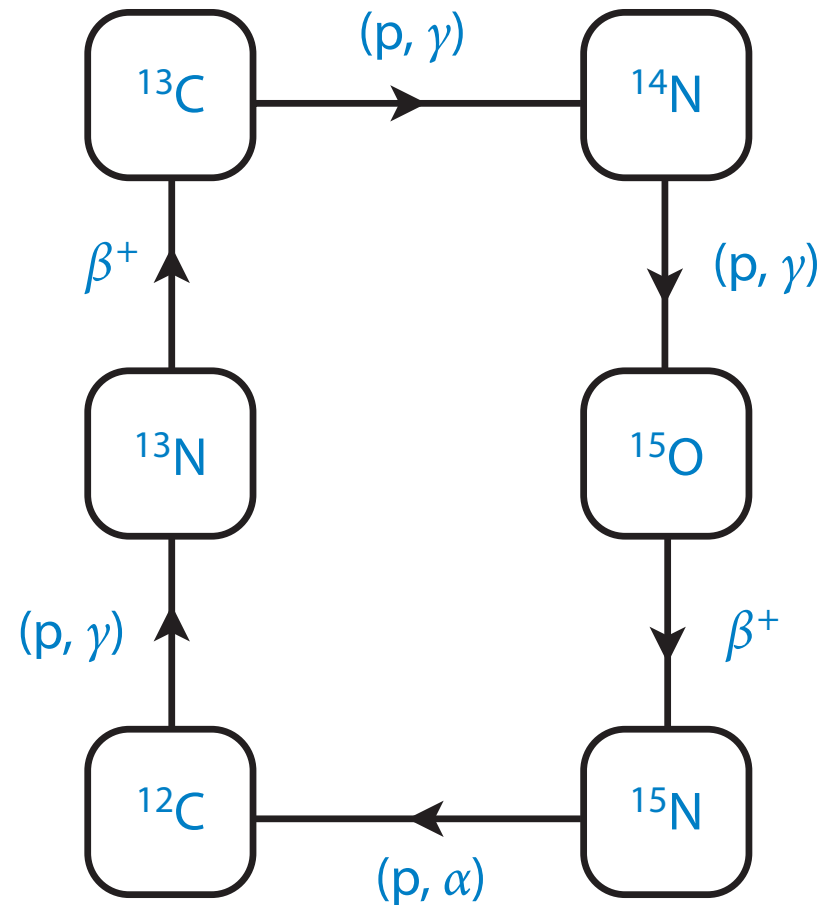 (p, γ)
¹³C
¹⁴N
β⁺
(p, γ)
¹³N
¹⁵O
(p, γ)
β⁺
¹²C
¹⁵N
(p, α)